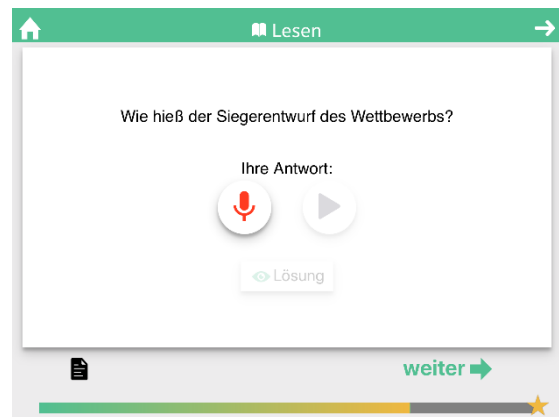 Lesen
Wie hieß der Siegerentwurf des Wettbewerbs?
Ihre Antwort:
Lösung
weiter